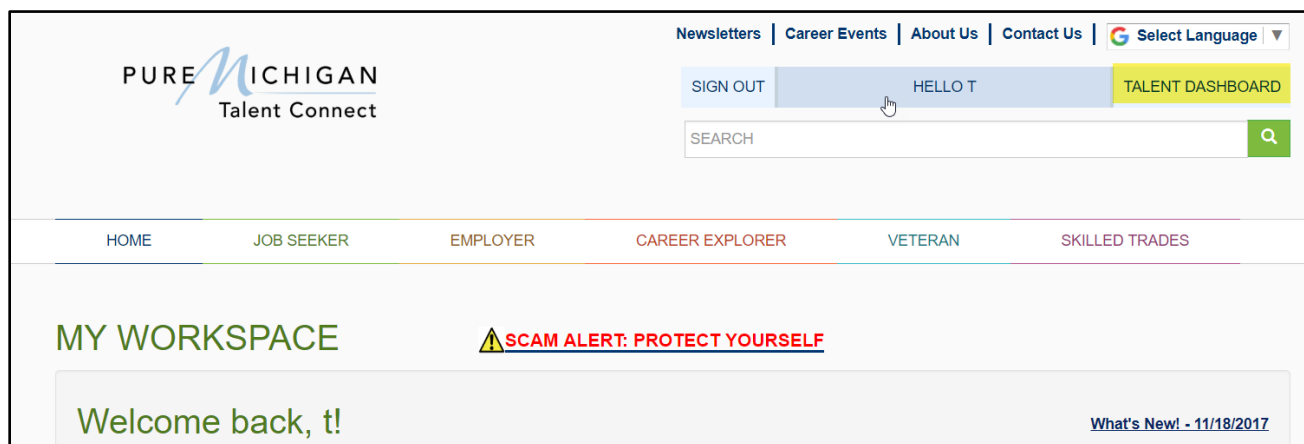 Newsletters | Career Events | About Us | Contact Us | G Select Language | ▼
PURE MICHIGAN
Talent Connect
SIGN OUT HELLO T TALENT DASHBOARD
SEARCH
HOME JOB SEEKER EMPLOYER CAREER EXPLORER VETERAN SKILLED TRADES
MY WORKSPACE SCAM ALERT: PROTECT YOURSELF
Welcome back, t! What's New! - 11/18/2017